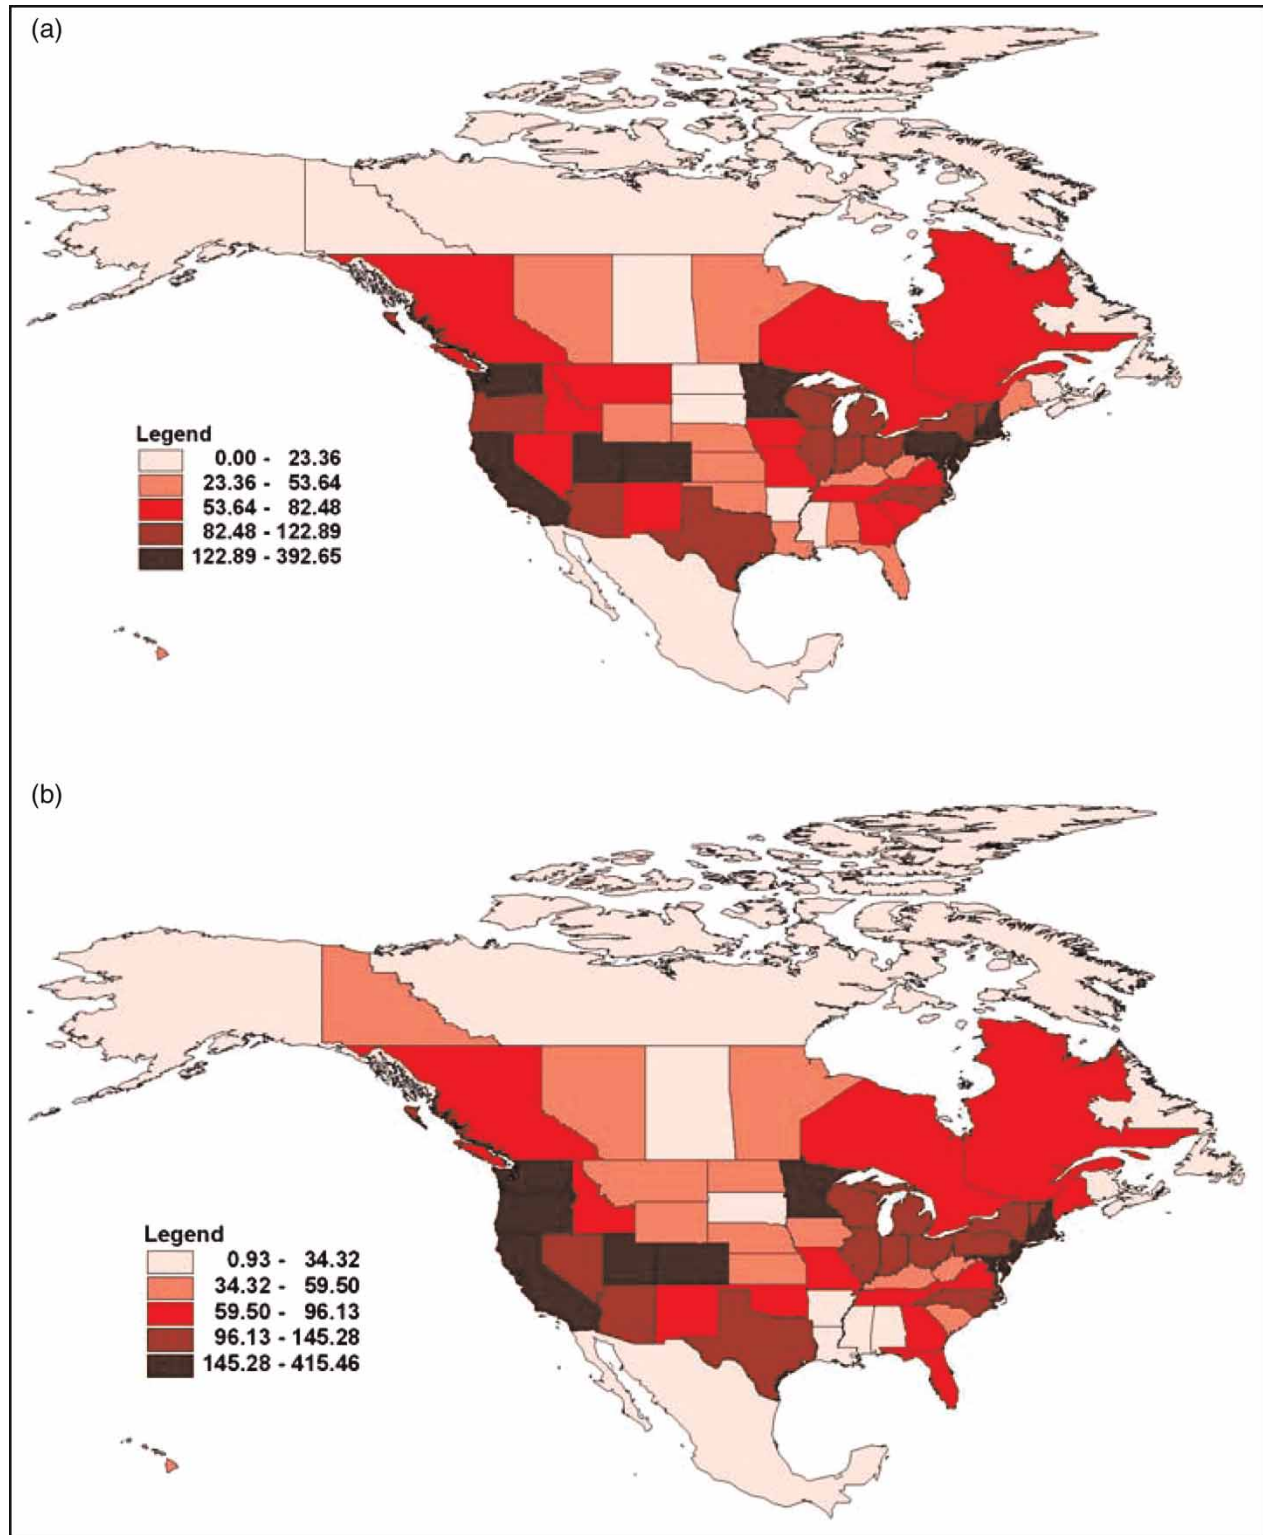 (a)
Legend
0.00 - 23.36
23.36 - 53.64
53.64 - 82.48
82.48 - 122.89
122.89 - 392.65
(b)
Legend
0.93 - 34.32
34.32 - 59.50
59.50 - 96.13
96.13 - 145.28
145.28 - 415.46